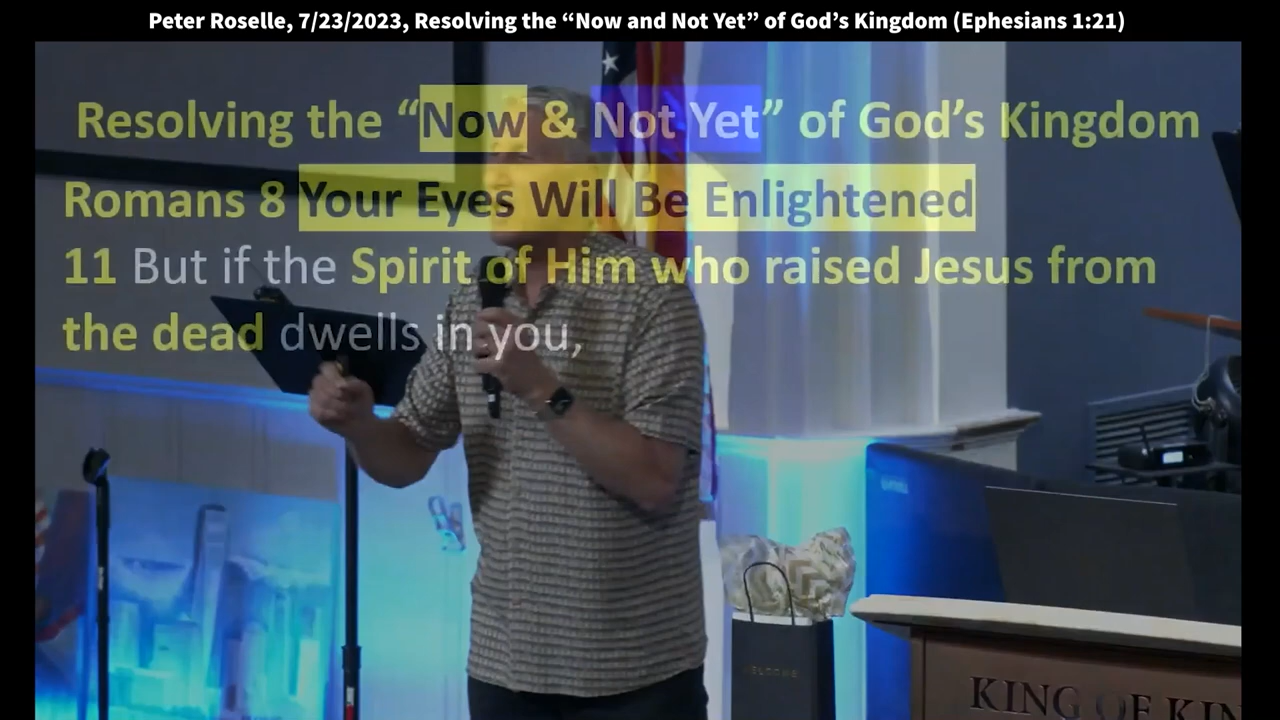 Peter Roselle, 7/23/2023, Resolving the “Now and Not Yet” of God’s Kingdom (Ephesians 1:21)
Resolving the “Now & Not Yet” of God’s Kingdom
Romans 8 Your Eyes Will Be Enlightened
11 But if the Spirit of Him who raised Jesus from
the dead dwells in you,
WELCOME
KING OF KIN